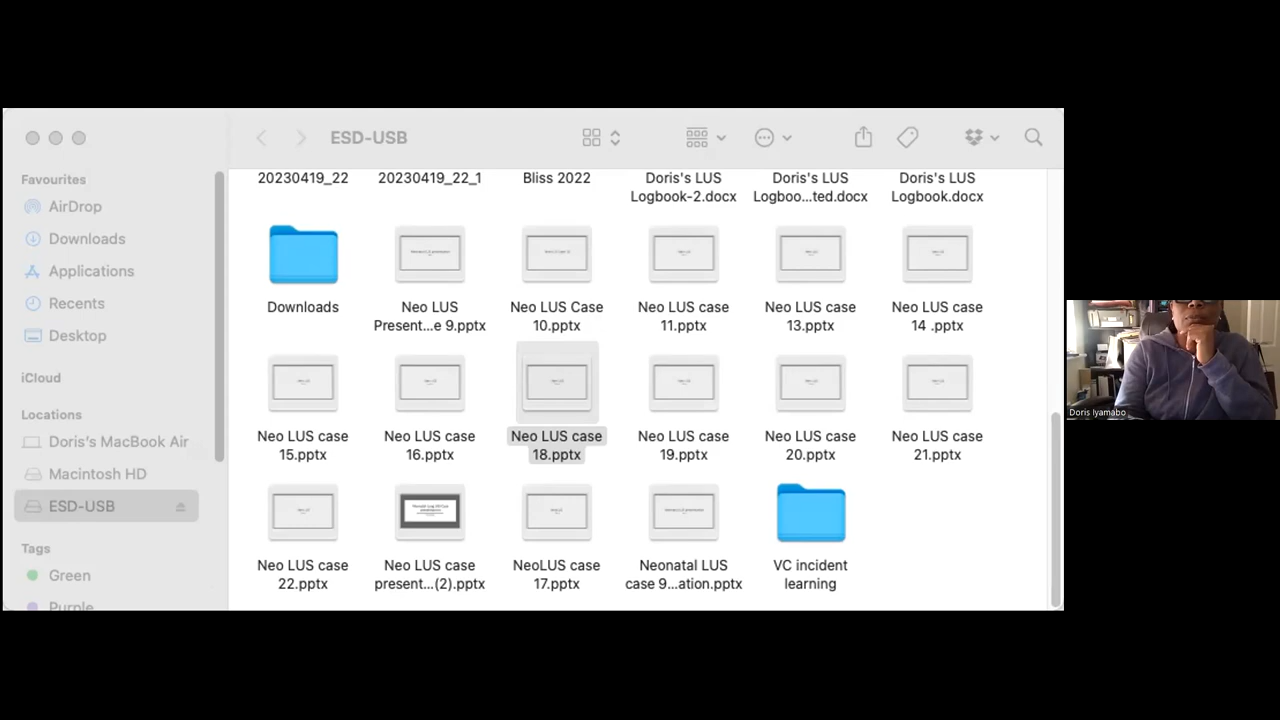 ESD-USB
Favourites
AirDrop
Downloads
Applications
Recents
Desktop
iCloud
Locations
Doris's MacBook Air
Macintosh HD
ESD-USB
Tags
Green
Purple
20230419_22
20230419_22_1
Bliss 2022
Doris's LUS
Logbook-2.docx
Doris's LUS
Logboo...ted.docx
Doris's LUS
Logbook.docx
Downloads
Neo LUS
Present...e 9.pptx
Neo LUS Case
10.pptx
Neo LUS case
11.pptx
Neo LUS case
13.pptx
Neo LUS case
14 .pptx
Neo LUS case
15.pptx
Neo LUS case
16.pptx
Neo LUS case
18.pptx
Neo LUS case
19.pptx
Neo LUS case
20.pptx
Neo LUS case
21.pptx
Neo LUS case
22.pptx
Neo LUS case
present...(2).pptx
NeoLUS case
17.pptx
Neonatal LUS
case 9...ation.pptx
VC incident
learning
Doris Iyamabo